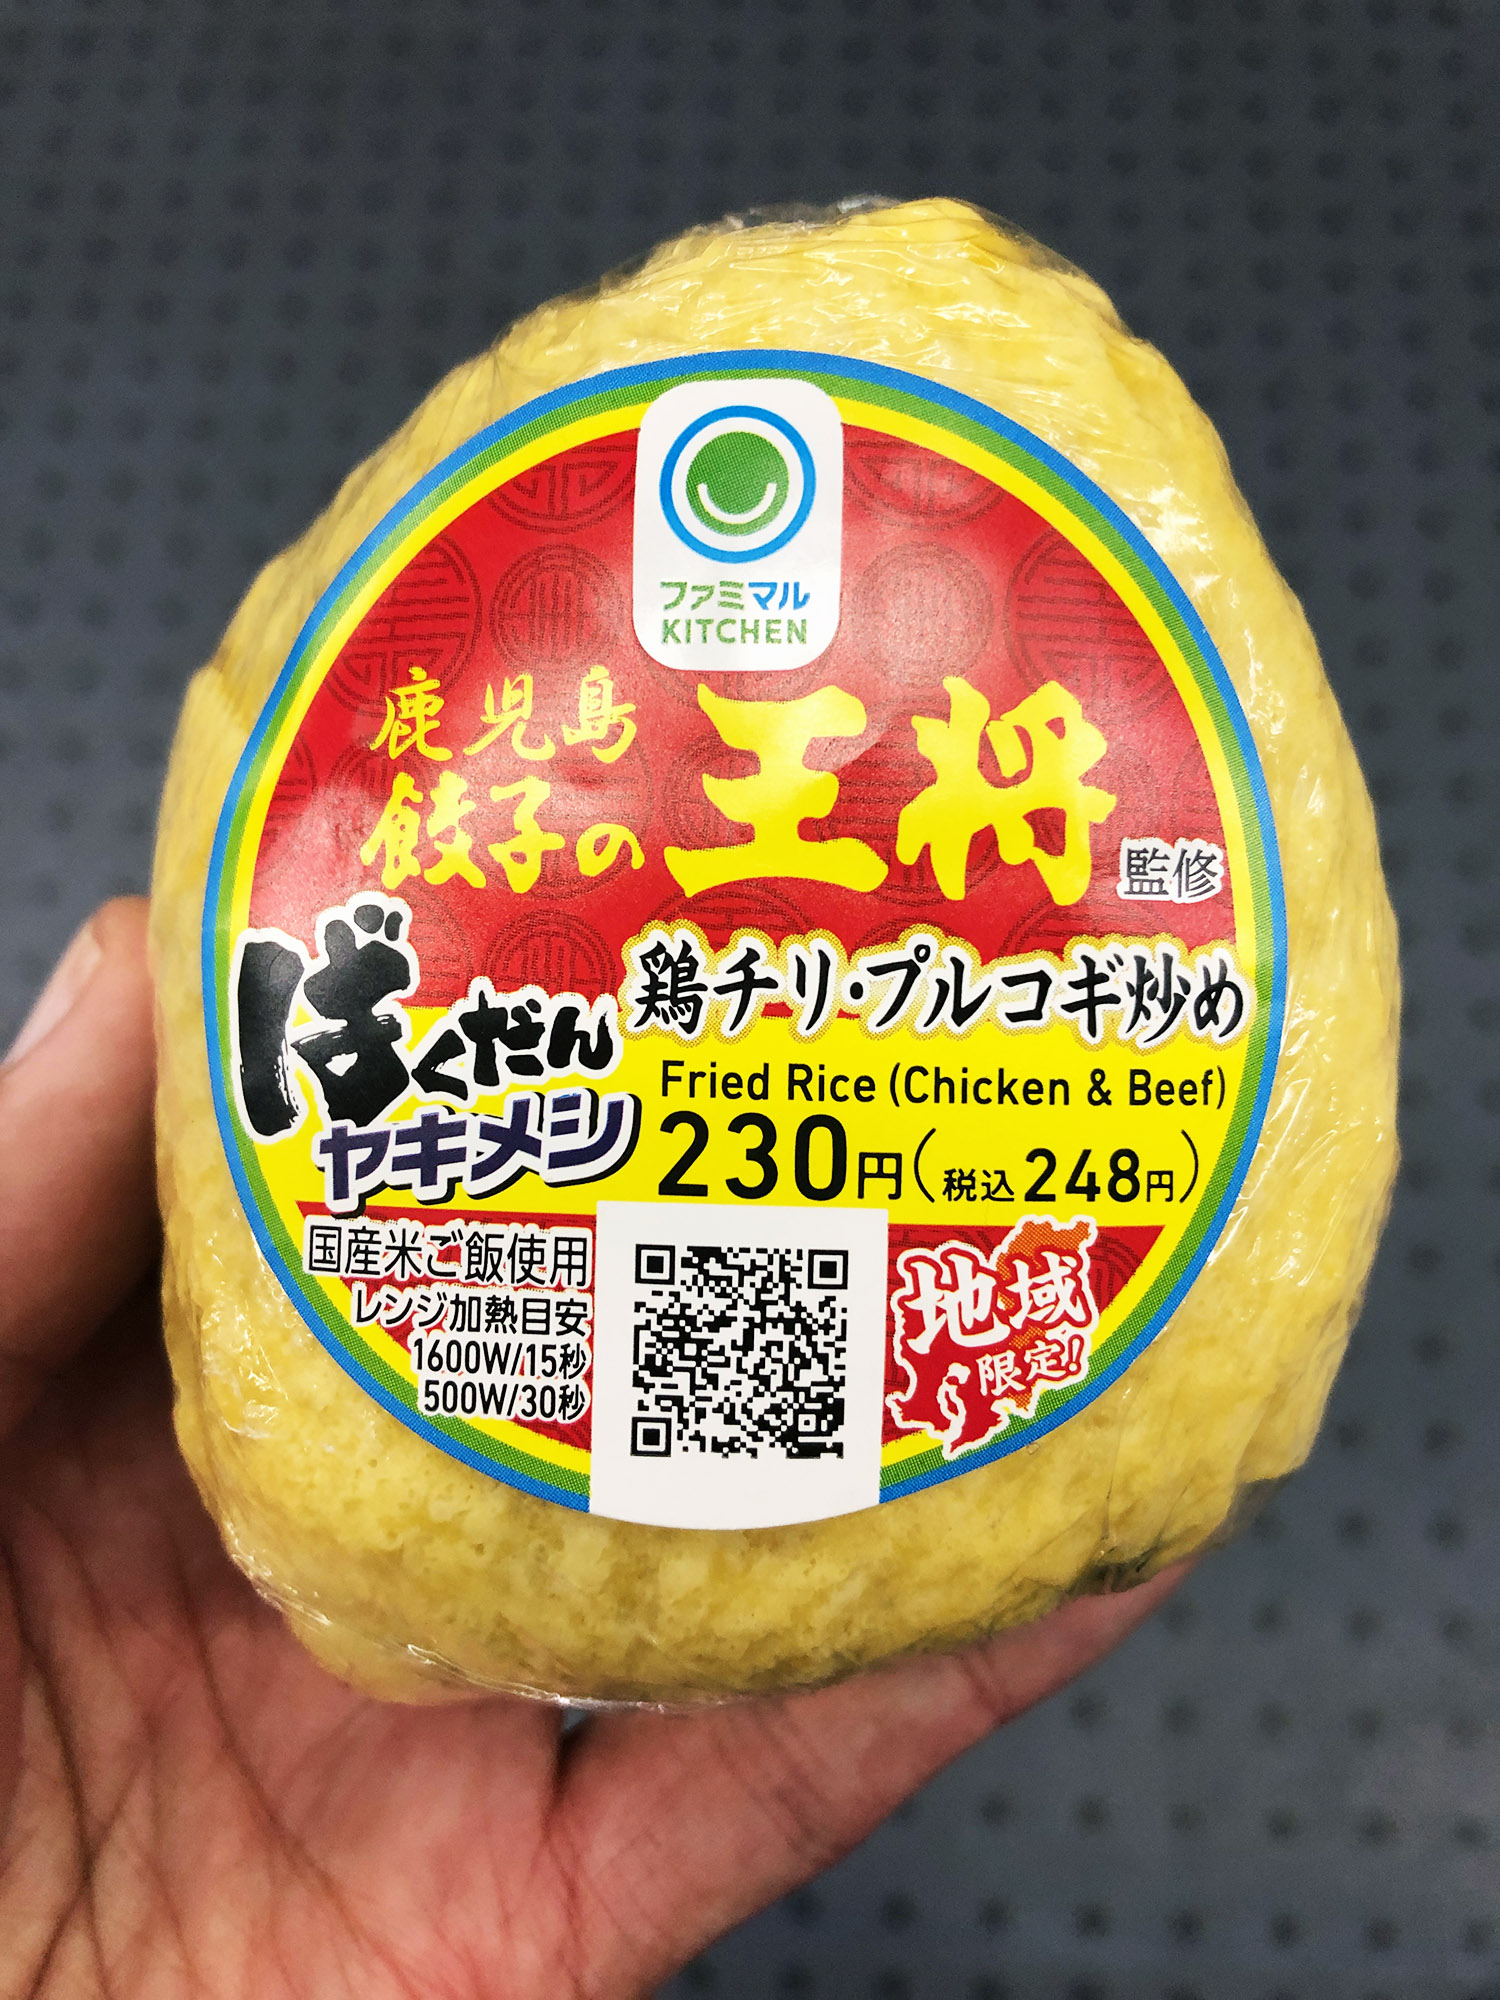 ファミマル
KITCHEN
鹿児島
餃子の王将
監修
ばくだん
ヤキメシ
鶏チリ・プルコギ炒め
Fried Rice (Chicken & Beef)
230円(税込248円)
国産米ご飯使用
レンジ加熱目安
1600W/15秒
500W/30秒
地域
限定!!